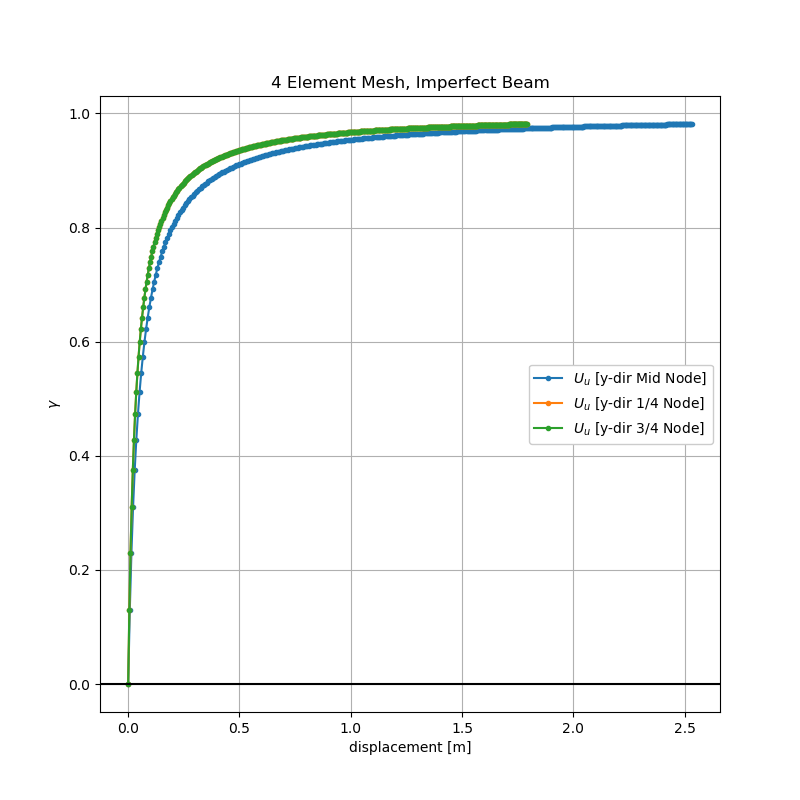 4 Element Mesh, Imperfect Beam
1.0
0.8
0.6
0.4
0.2
0.0
γ
U_u [y-dir Mid Node]
U_u [y-dir 1/4 Node]
U_u [y-dir 3/4 Node]
0.0 0.5 1.0 1.5 2.0 2.5
displacement [m]